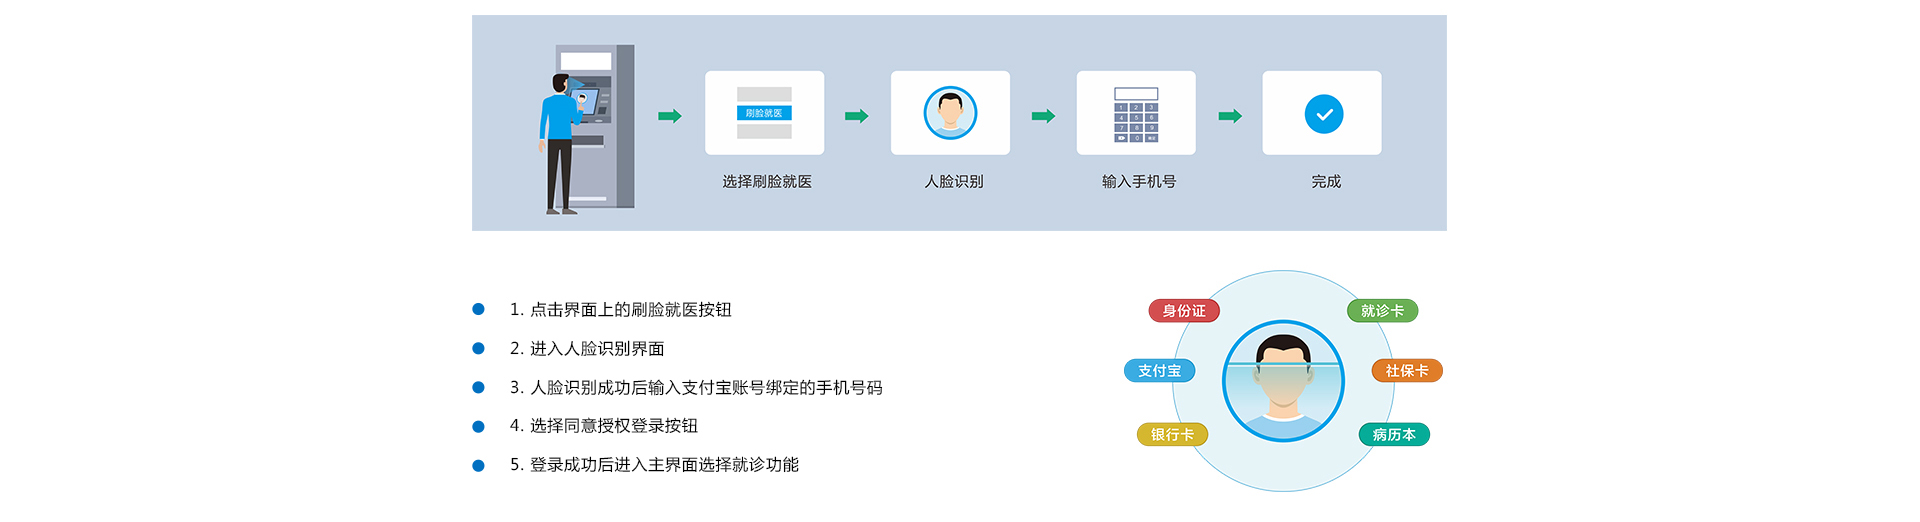 刷脸就医
1 2 3
4 5 6
7 8 9
0
选择刷脸就医
人脸识别
输入手机号
完成
1. 点击界面上的刷脸就医按钮
2. 进入人脸识别界面
3. 人脸识别成功后输入支付宝账号绑定的手机号码
4. 选择同意授权登录按钮
5. 登录成功后进入主界面选择就诊功能
身份证
就诊卡
支付宝
社保卡
银行卡
病历本